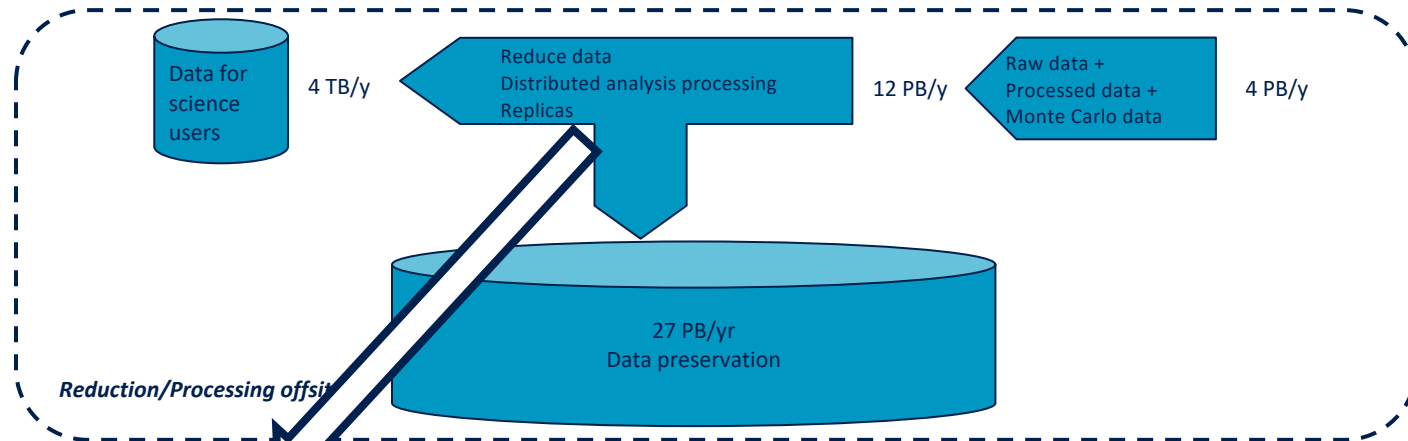 Data for
science
users
4 TB/y
Reduce data
Distributed analysis processing
Replicas
12 PB/y
Raw data +
Processed data +
Monte Carlo data
4 PB/y
27 PB/yr
Data preservation
Reduction/Processing offsit